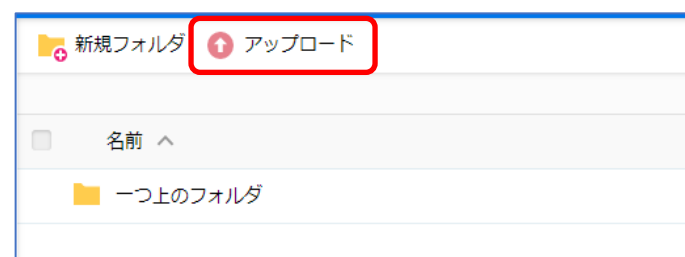 新規フォルダ アップロード
名前
一つ上のフォルダ